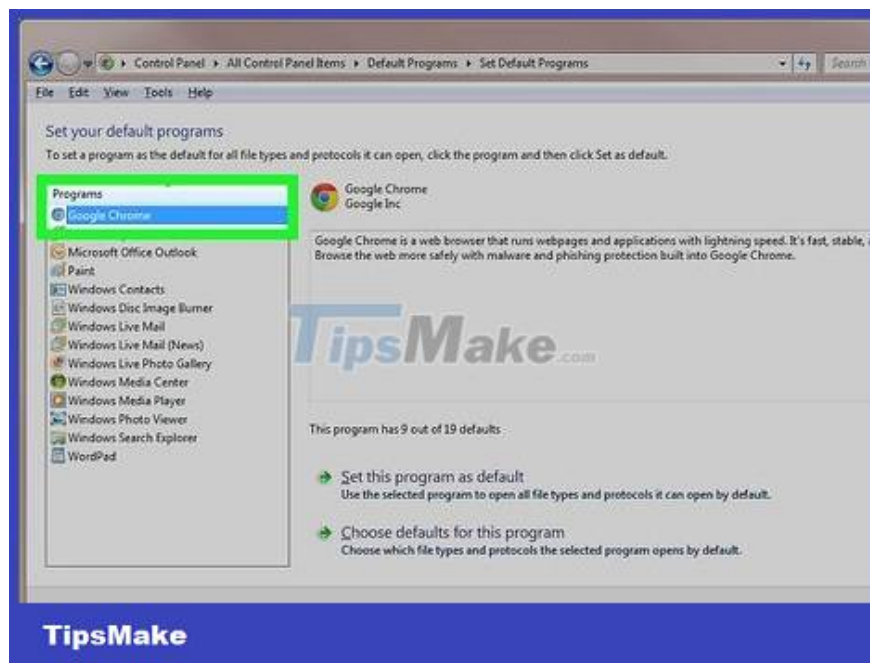 Control Panel ▸ All Control Panel Items ▸ Default Programs ▸ Set Default Programs
Search
File Edit View Tools Help
Set your default programs
To set a program as the default for all file types and protocols it can open, click the program and then click Set as default.
Programs
Google Chrome
Microsoft Office Outlook
Paint
Windows Contacts
Windows Disc Image Burner
Windows Live Mail
Windows Live Mail (News)
Windows Live Photo Gallery
Windows Media Center
Windows Media Player
Windows Photo Viewer
Windows Search Explorer
WordPad
Google Chrome
Google Inc
Google Chrome is a web browser that runs webpages and applications with lightning speed. It's fast, stable,
Browse the web more safely with malware and phishing protection built into Google Chrome.
TipsMake.com
This program has 9 out of 19 defaults
Set this program as default
Use the selected program to open all file types and protocols it can open by default.
Choose defaults for this program
Choose which file types and protocols the selected program opens by default.
TipsMake